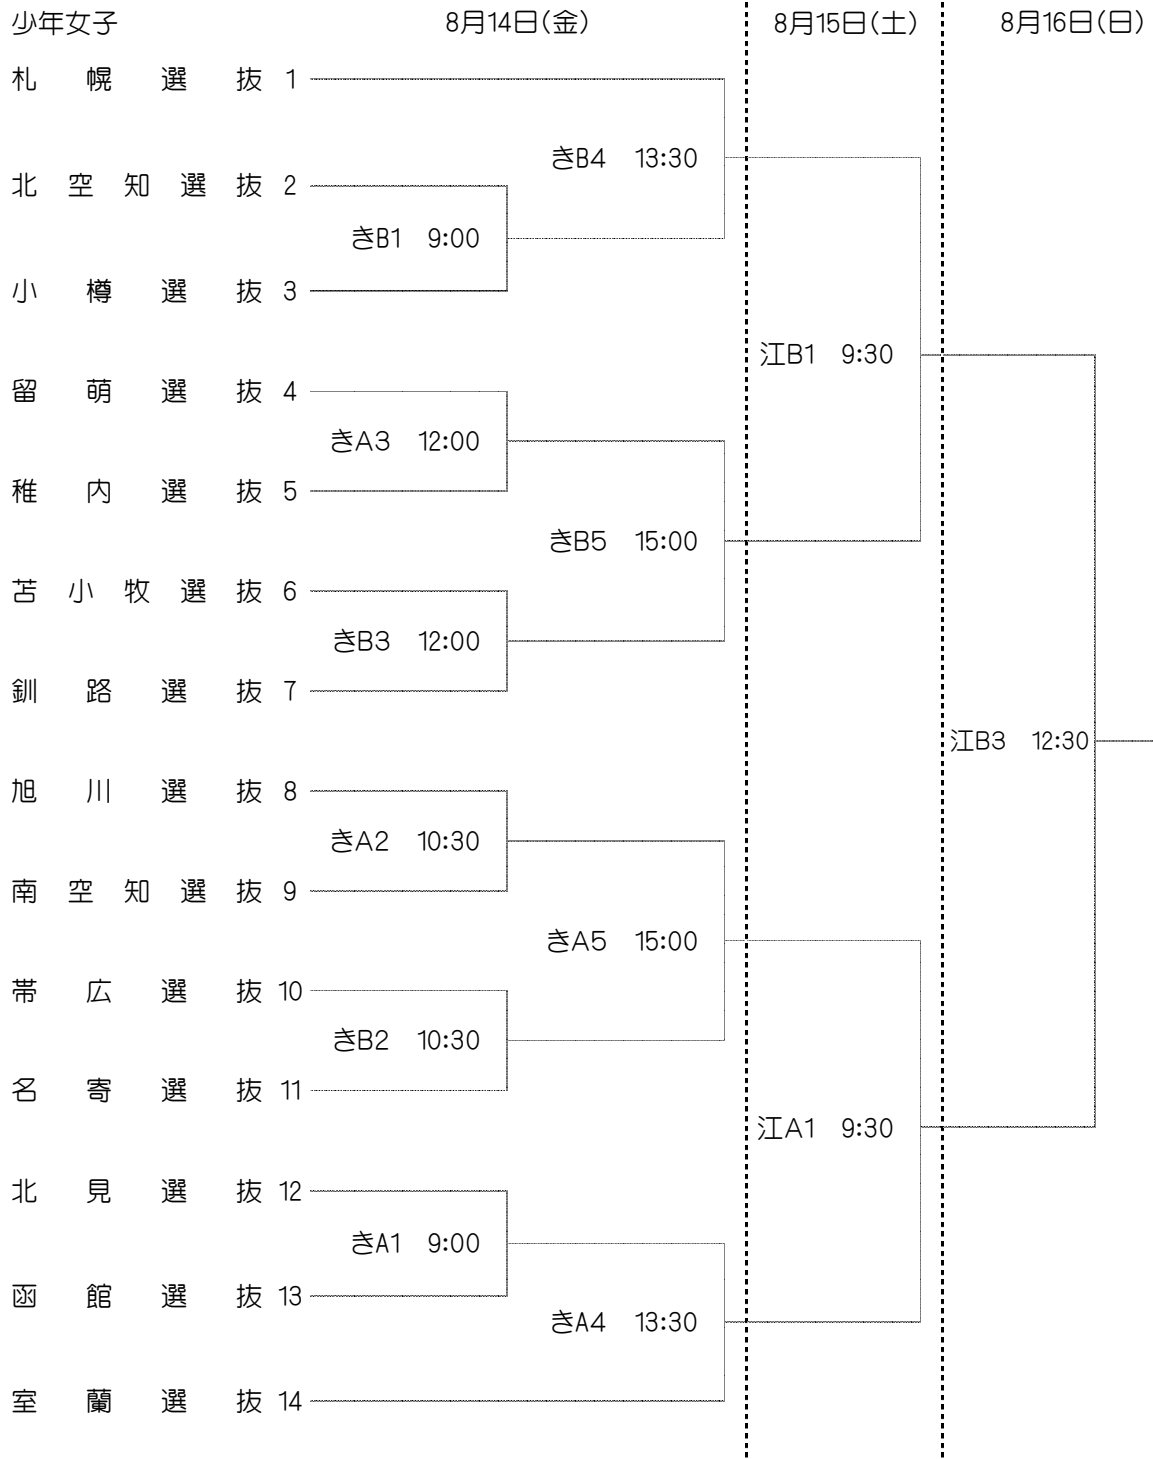 少年女子 8月14日(金) 8月15日(土) 8月16日(日)
札幌選抜 1
きB4 13:30
北空知選抜 2
きB1 9:00
小樽選抜 3
江B1 9:30
留萌選抜 4
きA3 12:00
稚内選抜 5
きB5 15:00
苫小牧選抜 6
きB3 12:00
釧路選抜 7
江B3 12:30
旭川選抜 8
きA2 10:30
南空知選抜 9
きA5 15:00
帯広選抜 10
きB2 10:30
名寄選抜 11
江A1 9:30
北見選抜 12
きA1 9:00
函館選抜 13
きA4 13:30
室蘭選抜 14